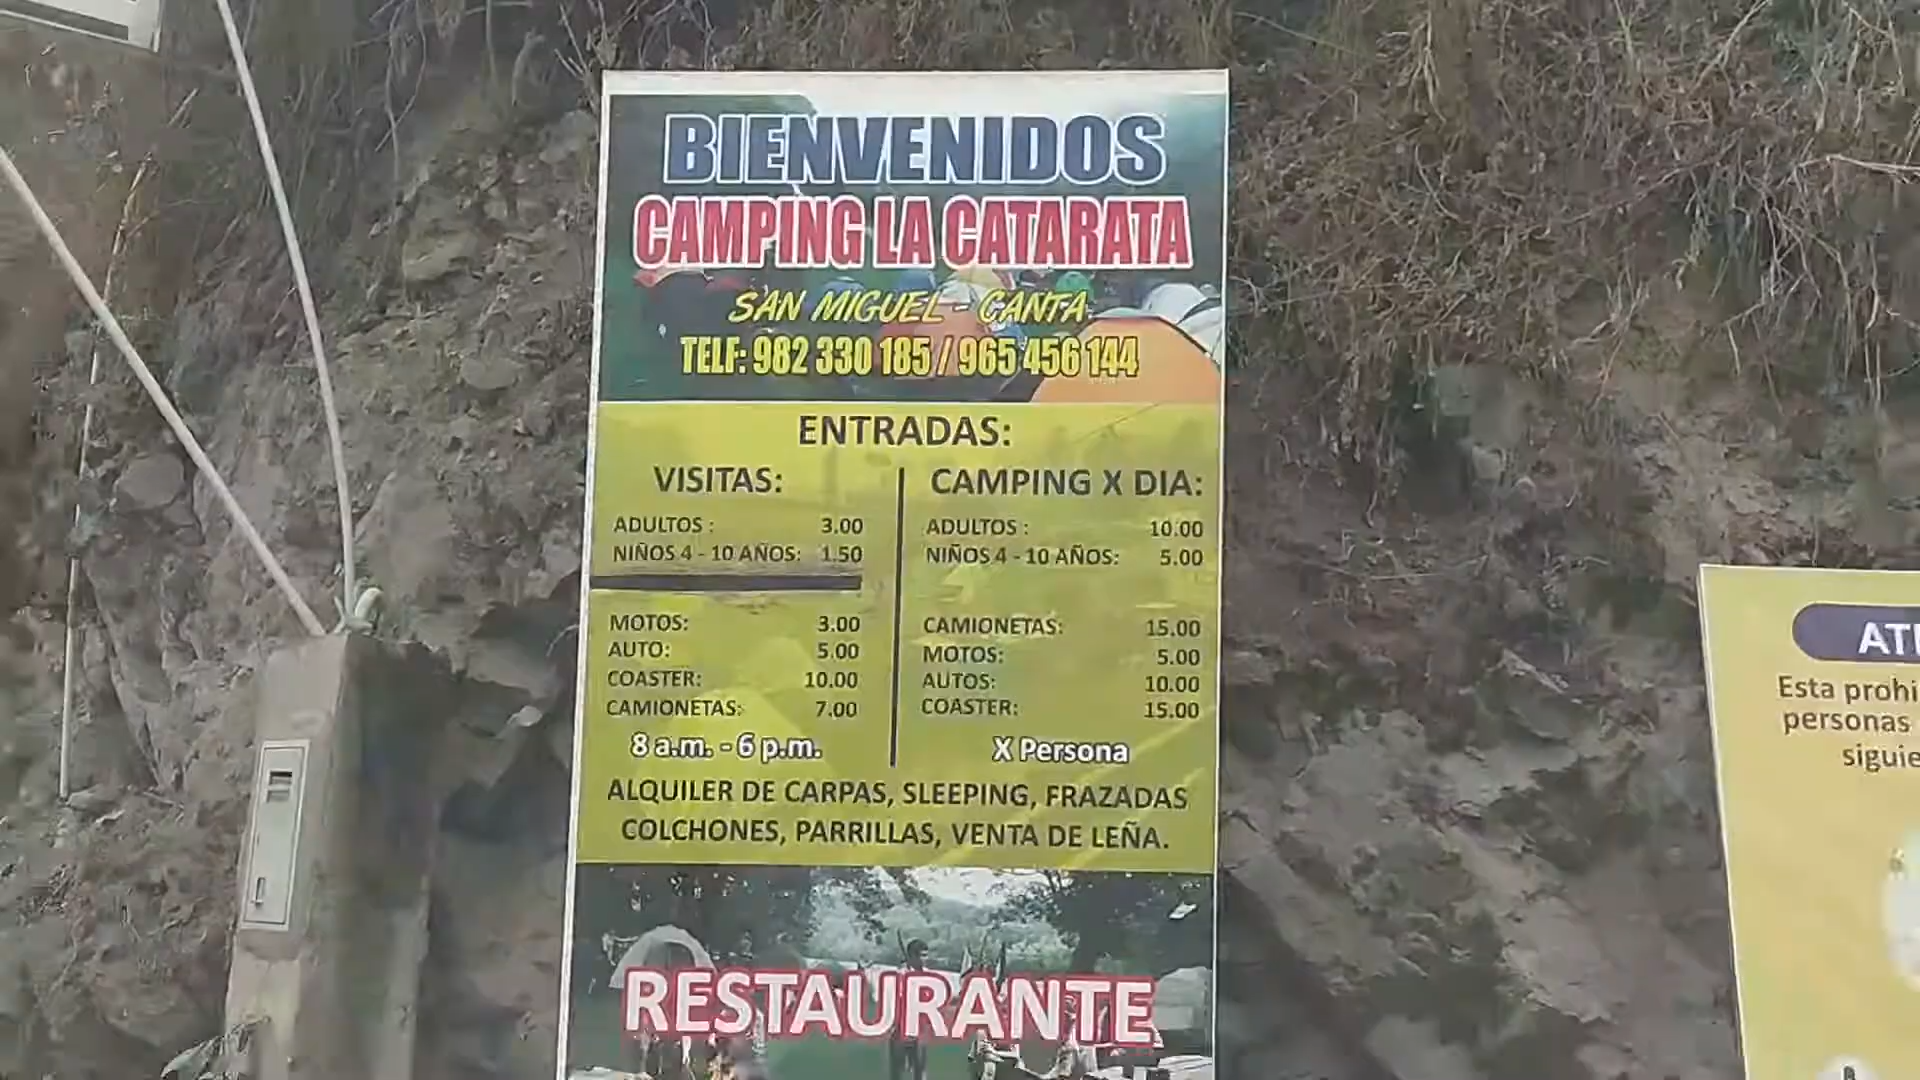 BIENVENIDOS
CAMPING LA CATARATA
SAN MIGUEL - CANTA
TELF: 982 330 185 / 965 456 144
ENTRADAS:
VISITAS:
ADULTOS : 3.00
NIÑOS 4 - 10 AÑOS: 1.50
MOTOS: 3.00
AUTO: 5.00
COASTER: 10.00
CAMIONETAS: 7.00
8 a.m. - 6 p.m.
CAMPING X DIA:
ADULTOS : 10.00
NIÑOS 4 - 10 AÑOS: 5.00
CAMIONETAS: 15.00
MOTOS: 5.00
AUTOS: 10.00
COASTER: 15.00
X Persona
ALQUILER DE CARPAS, SLEEPING, FRAZADAS
COLCHONES, PARRILLAS, VENTA DE LEÑA.
RESTAURANTE
Esta prohi
personas
siguie